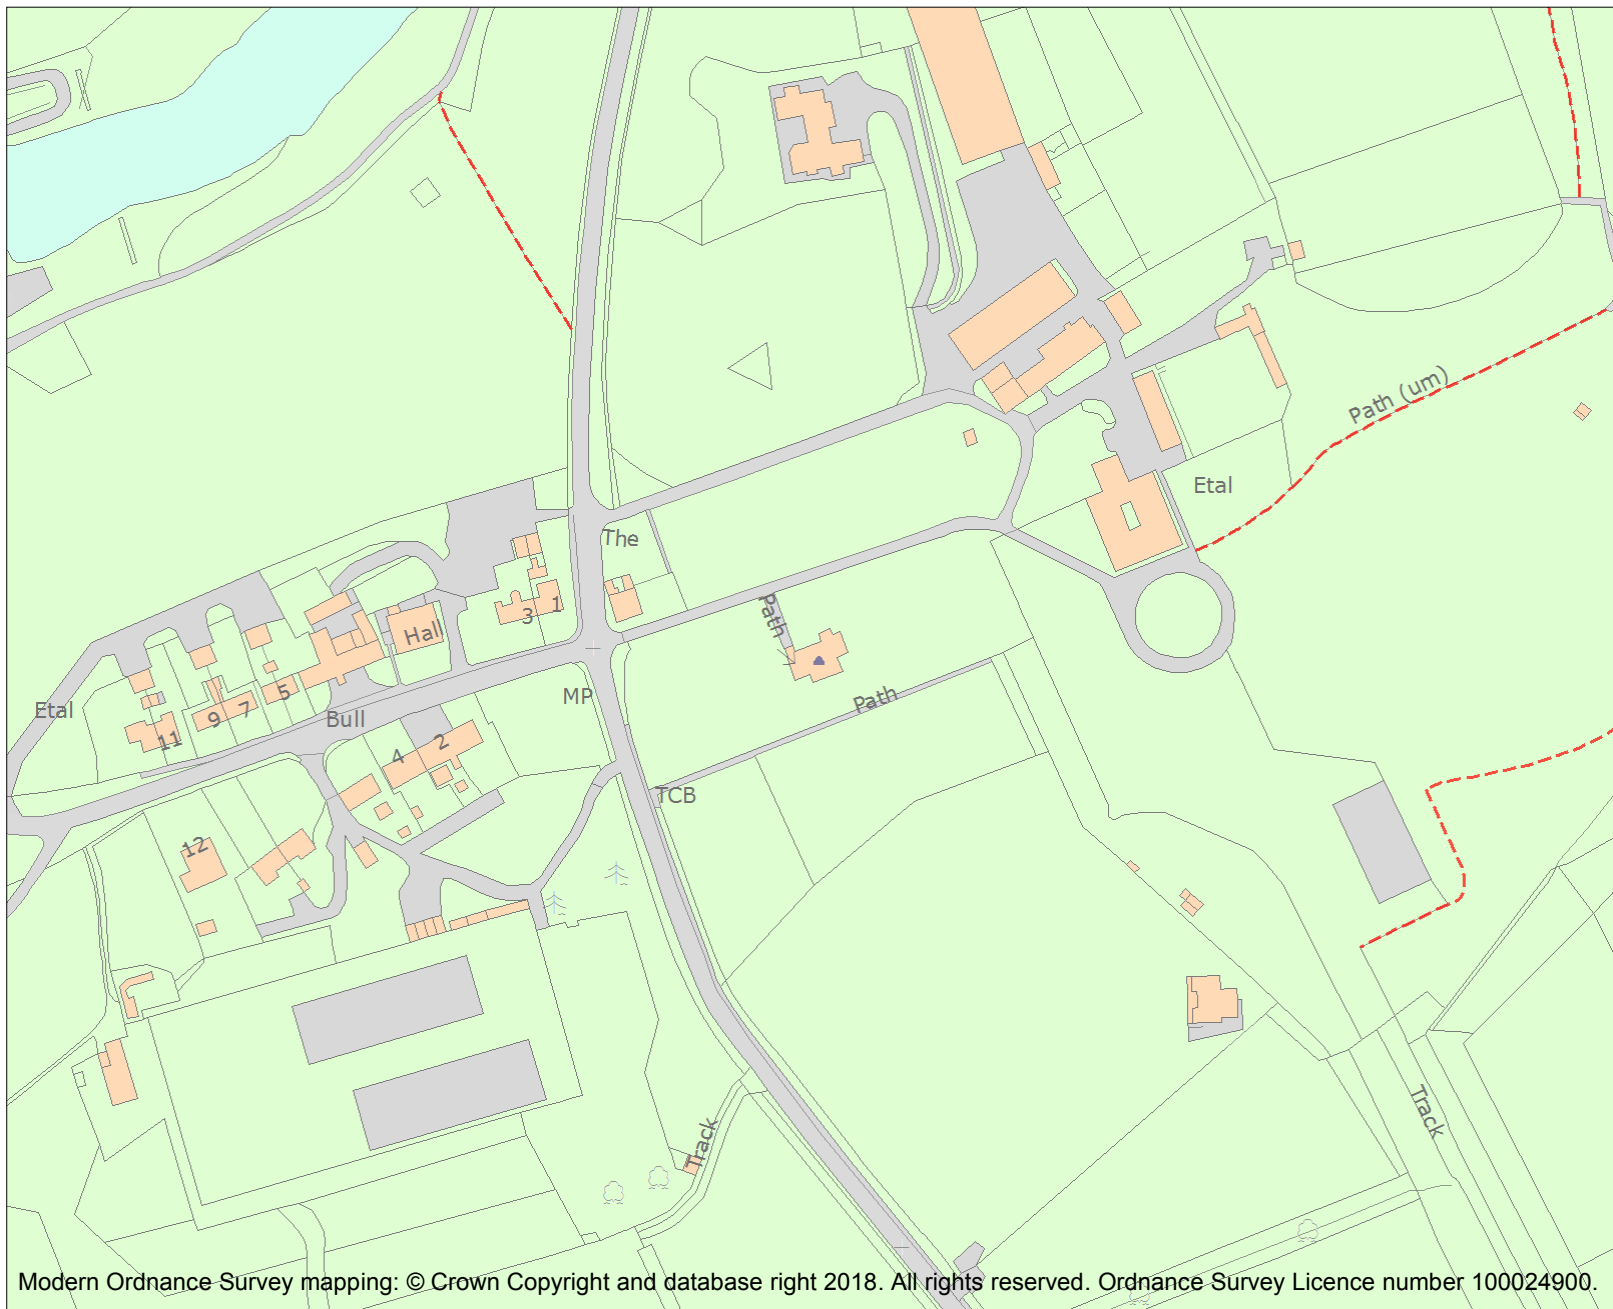 Path (um)
Etal
The
Path
1
3
Hall
Path
5
MP
Etal
7
9
Bull
11
2
4
TCB
12
Track
Track
Modern Ordnance Survey mapping: © Crown Copyright and database right 2018. All rights reserved. Ordnance Survey Licence number 100024900.